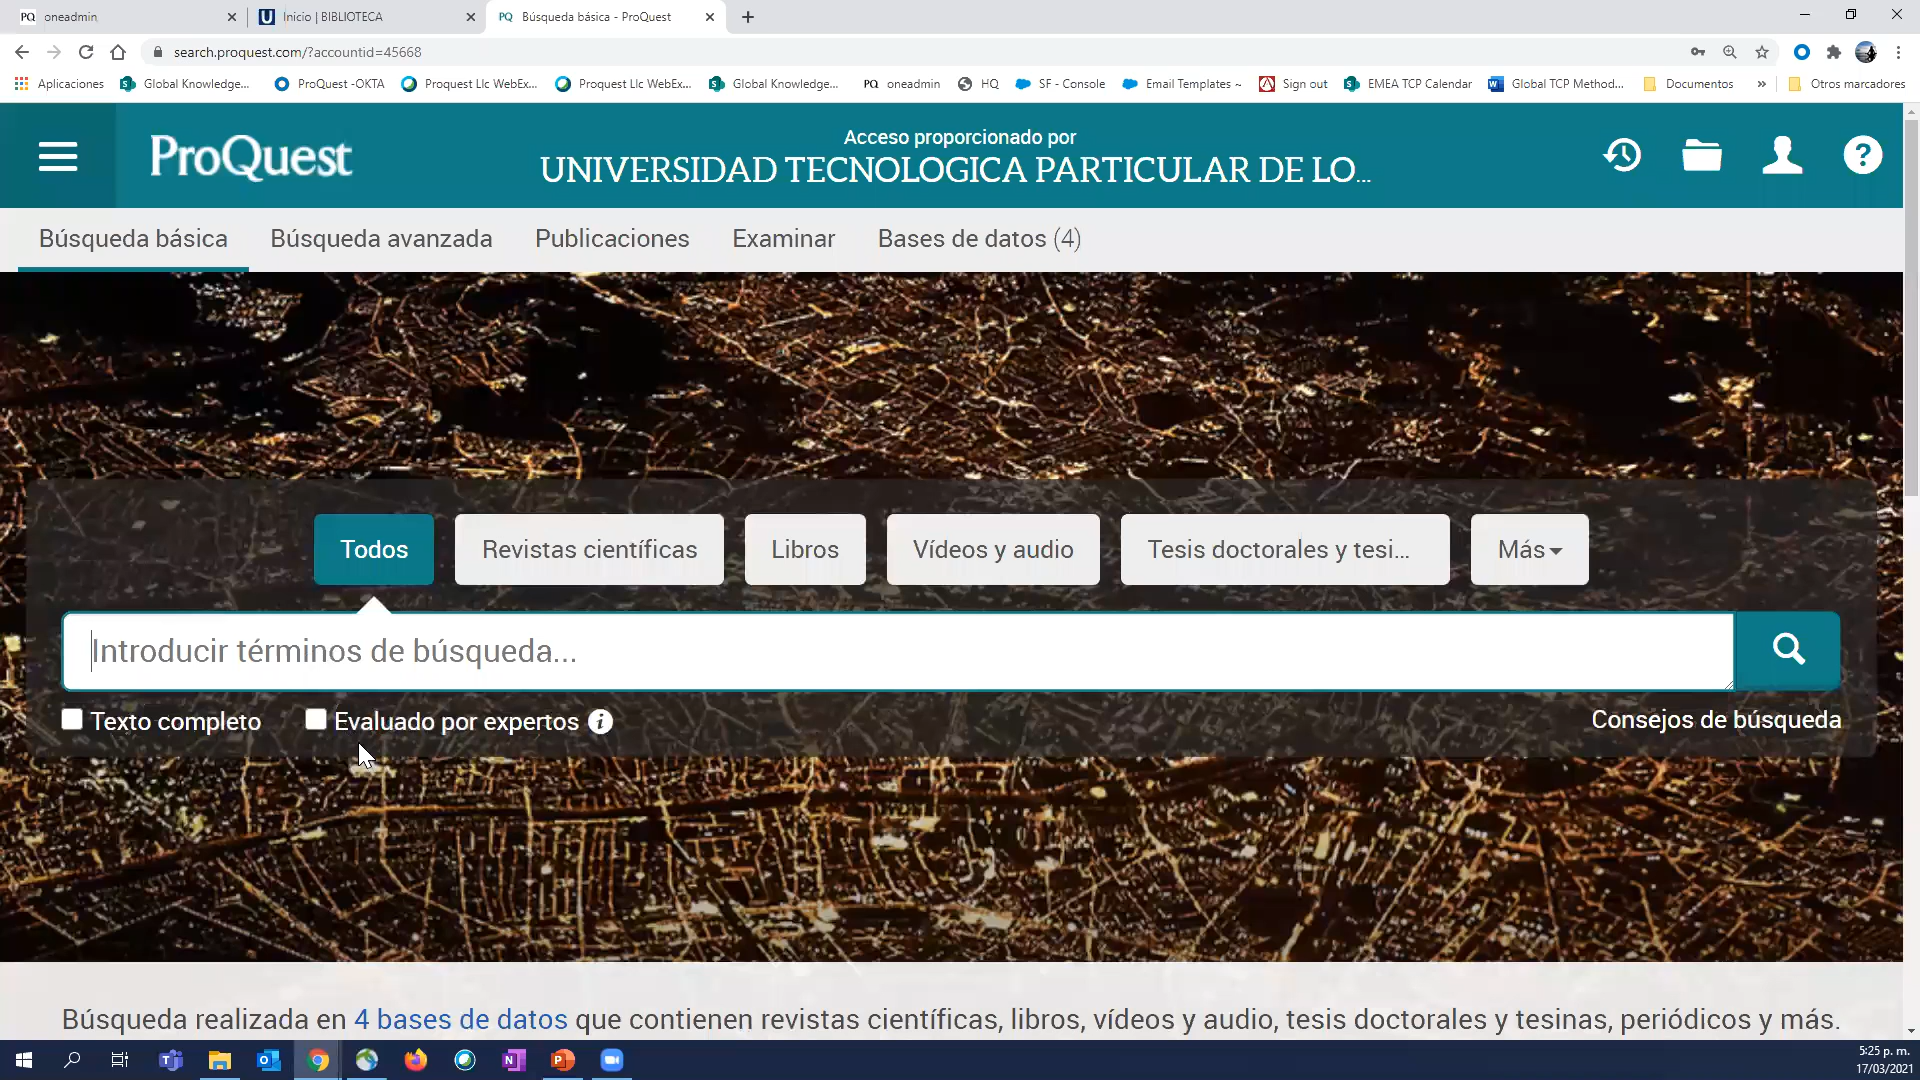 PQ oneadmin
Inicio | BIBLIOTECA
PQ Búsqueda básica - ProQuest
search.proquest.com/?accountid=45668
Aplicaciones
Global Knowledge...
ProQuest -OKTA
Proquest Llc WebEx...
Proquest Llc WebEx...
Global Knowledge...
PQ oneadmin
HQ
SF - Console
Email Templates ~
Sign out
EMEA TCP Calendar
Global TCP Method...
Documentos
»
Otros marcadores
ProQuest
Acceso proporcionado por
UNIVERSIDAD TECNOLOGICA PARTICULAR DE LO...
Búsqueda básica
Búsqueda avanzada
Publicaciones
Examinar
Bases de datos (4)
Todos
Revistas científicas
Libros
Vídeos y audio
Tesis doctorales y tesi...
Más
Introducir términos de búsqueda...
Texto completo
Evaluado por expertos
Consejos de búsqueda
Búsqueda realizada en 4 bases de datos que contienen revistas científicas, libros, vídeos y audio, tesis doctorales y tesinas, periódicos y más.
5:25 p. m.
17/03/2021